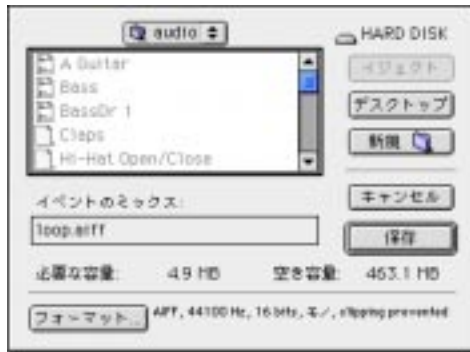 audio
HARD DISK
A Guitar
Bass
BassDr 1
Claps
Hi-Hat Open/Close
イジェクト
デスクトップ
新規
イベントのミックス:
loop.aiff
キャンセル
保存
必要な容量: 4.9 MB 空き容量: 463.1 MB
フォーマット... AIFF, 44100 Hz, 16 bits, モノ, clipping prevented